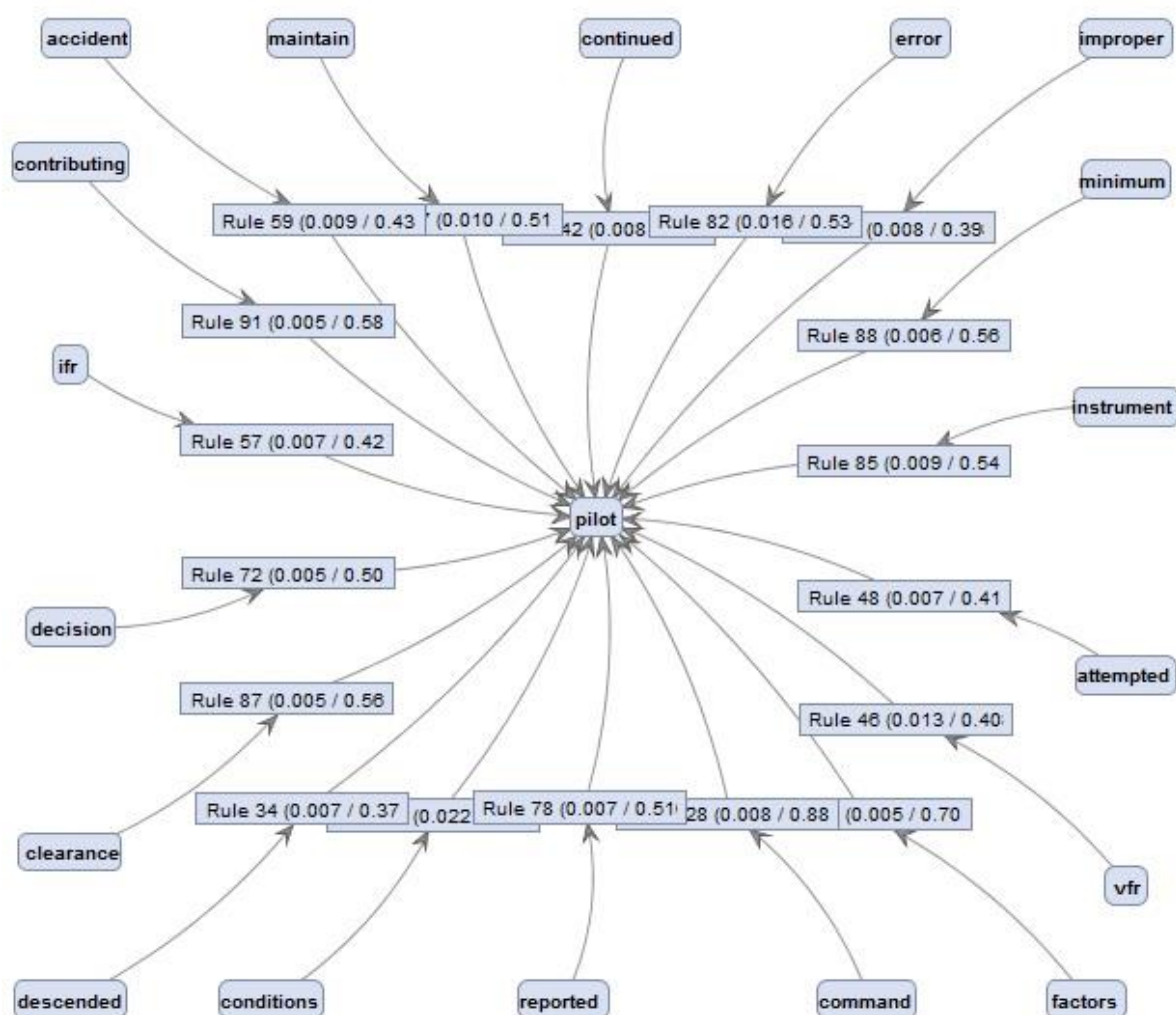 accident
maintain
continued
error
improper
contributing
minimum
Rule 59 (0.009 / 0.43
(0.010 / 0.51
42 (0.008
Rule 82 (0.016 / 0.53
(0.008 / 0.39
Rule 91 (0.005 / 0.58
Rule 88 (0.006 / 0.56
ifr
instrument
Rule 57 (0.007 / 0.42
Rule 85 (0.009 / 0.54
pilot
Rule 72 (0.005 / 0.50
Rule 48 (0.007 / 0.41
decision
attempted
Rule 87 (0.005 / 0.56
Rule 46 (0.013 / 0.40
Rule 34 (0.007 / 0.37
(0.022
Rule 78 (0.007 / 0.51
28 (0.008 / 0.88
(0.005 / 0.70
clearance
vfr
descended
conditions
reported
command
factors